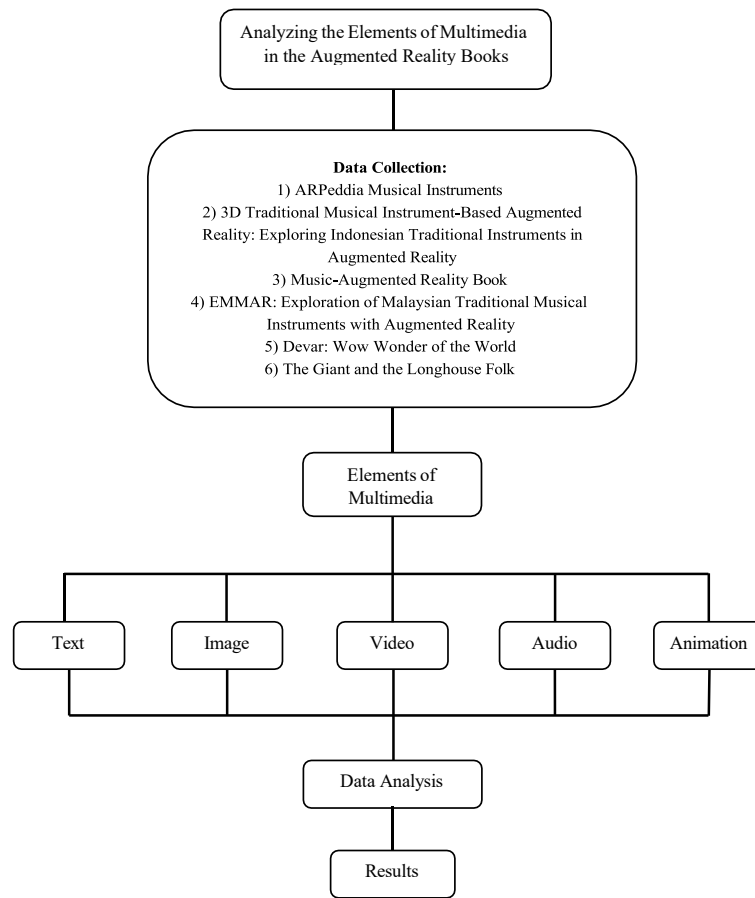 Analyzing the Elements of Multimedia
in the Augmented Reality Books
Data Collection:
1) ARPeddia Musical Instruments
2) 3D Traditional Musical Instrument-Based Augmented
Reality: Exploring Indonesian Traditional Instruments in
Augmented Reality
3) Music-Augmented Reality Book
4) EMMAR: Exploration of Malaysian Traditional Musical
Instruments with Augmented Reality
5) Devar: Wow Wonder of the World
6) The Giant and the Longhouse Folk
Elements of
Multimedia
Text
Image
Video
Audio
Animation
Data Analysis
Results